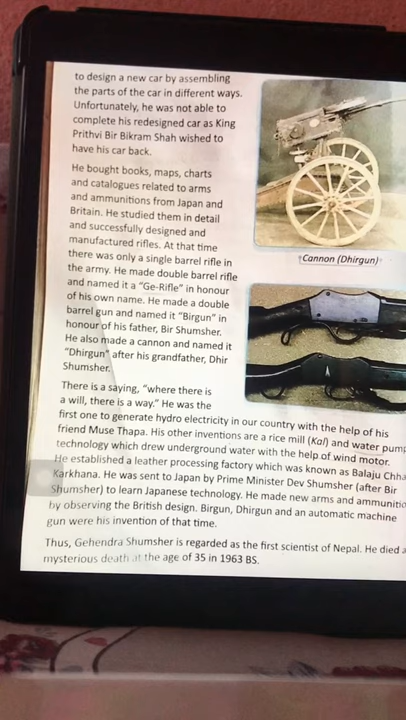 to design a new car by assembling
the parts of the car in different ways.
Unfortunately, he was not able to
complete his redesigned car as King
Prithvi Bir Bikram Shah wished to
have his car back.
He bought books, maps, charts
and catalogues related to arms
and ammunitions from Japan and
Britain. He studied them in detail
and successfully designed and
manufactured rifles. At that time
there was only a single barrel rifle in
the army. He made double barrel rifle
and named it a "Ge-Rifle" in honour
of his own name. He made a double
barrel gun and named it "Birgun" in
honour of his father, Bir Shumsher.
He also made a cannon and named it
"Dhirgun" after his grandfather, Dhir
Shumsher.
Cannon (Dhirgun)
There is a saying, "where there is
a will, there is a way." He was the
first one to generate hydro electricity in our country with the help of his
friend Muse Thapa. His other inventions are a rice mill (Kal) and water pump
technology which drew underground water with the help of wind motor.
He established a leather processing factory which was known as Balaju Chha
Karkhana. He was sent to Japan by Prime Minister Dev Shumsher (after Bir
Shumsher) to learn Japanese technology. He made new arms and ammunitio
by observing the British design. Birgun, Dhirgun and an automatic machine
gun were his invention of that time.
Thus, Gehendra Shumsher is regarded as the first scientist of Nepal. He died a
mysterious death at the age of 35 in 1963 BS.